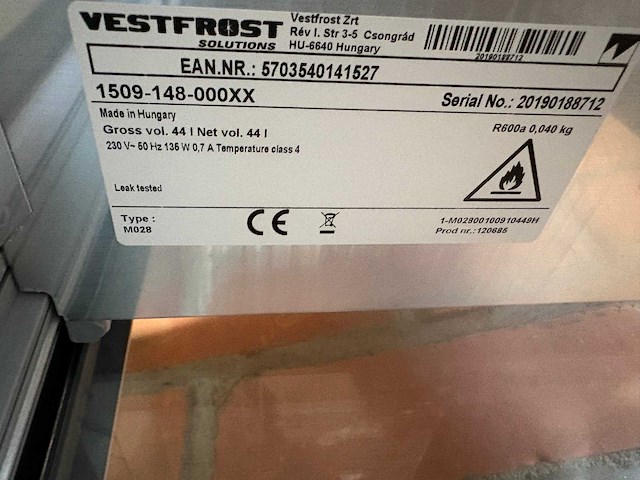 VESTFROST
SOLUTIONS
Vestfrost Zrt
Rév I. Str 3-5 Csongrád
HU-6640 Hungary
20190188712
EAN.NR.: 5703540141527
1509-148-000XX
Serial No.: 20190188712
Made in Hungary
Gross vol. 44 l Net vol. 44 l
R600a 0,040 kg
230 V~ 50 Hz 135 W 0,7 A Temperature class 4
Leak tested
Type :
M028
CE
1-M02800100910448H
Prod nr.:120685